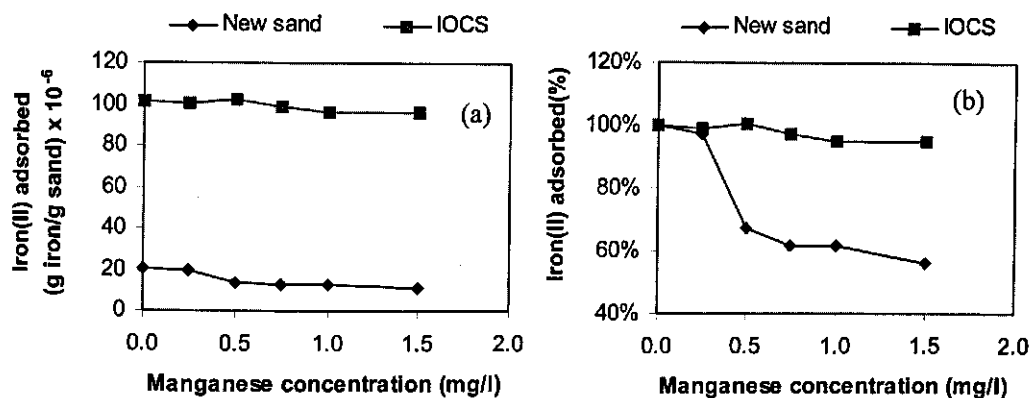 New sand IOCS
120
100
80
60
40
20
0
(a)
Iron(II) adsorbed
(g iron/g sand) x 10-6
0.0 0.5 1.0 1.5 2.0
Manganese concentration (mg/l)
New sand IOCS
120%
100%
80%
60%
40%
(b)
Iron(II) adsorbed(%)
0.0 0.5 1.0 1.5 2.0
Manganese concentration (mg/l)